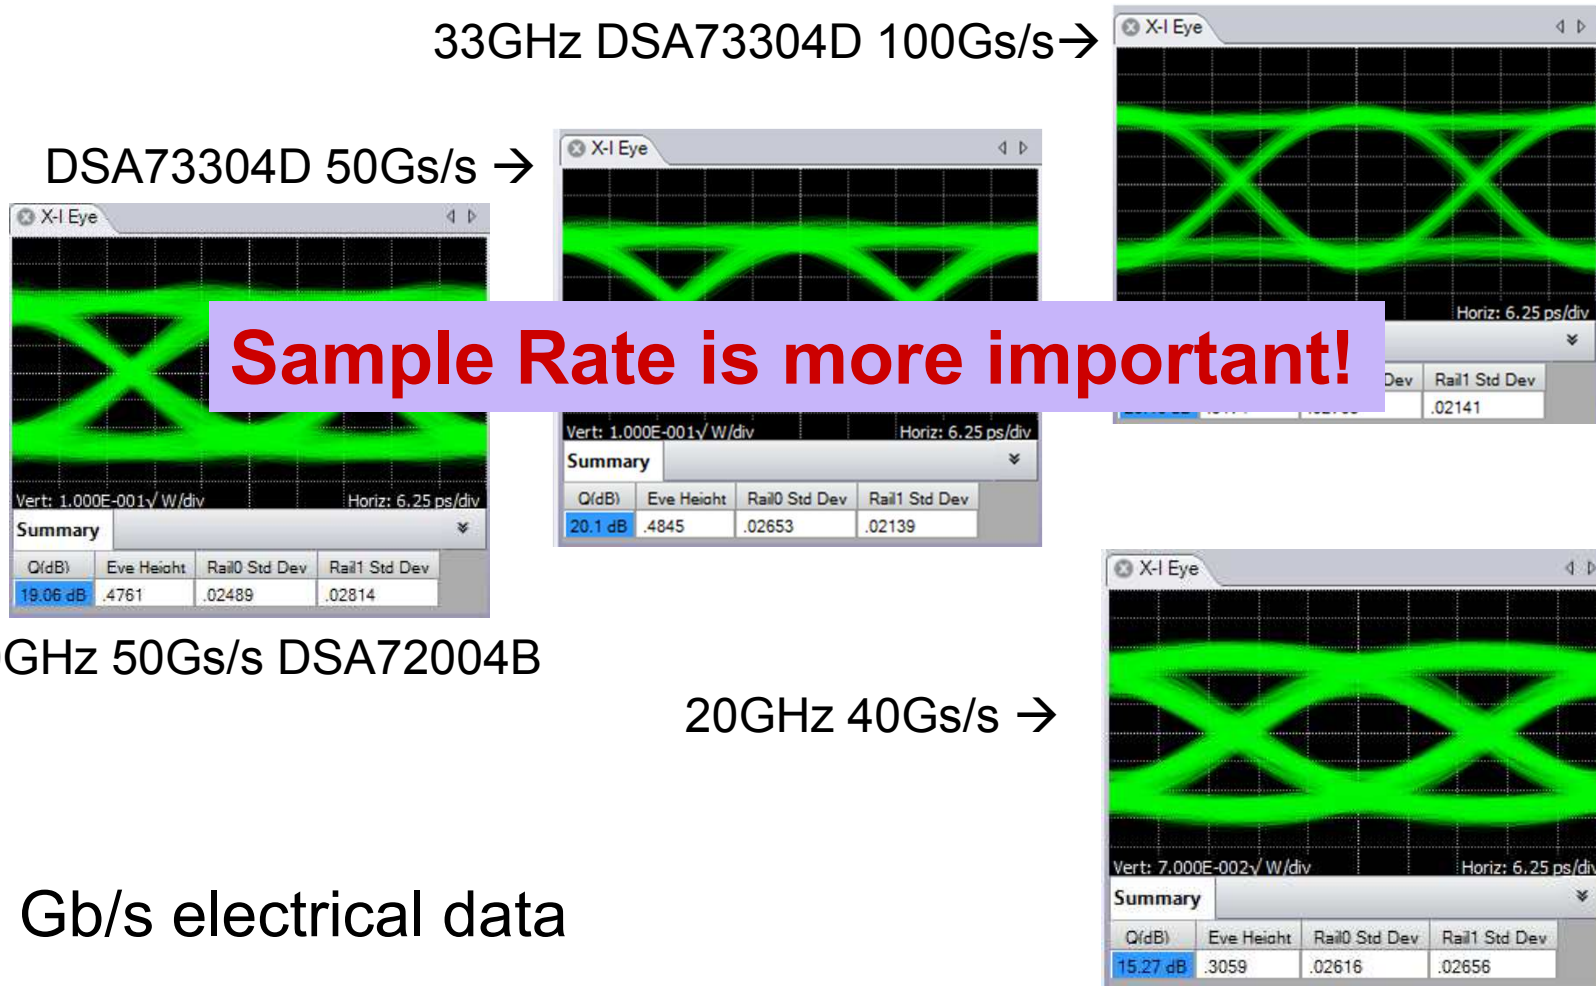 33GHz DSA73304D 100Gs/s→
X-I Eye
DSA73304D 50Gs/s →
X-I Eye
X-I Eye
Horiz: 6.25 ps/div
Sample Rate is more important!
Dev Rail1 Std Dev
.02141
Vert: 1.000E-001√ W/div Horiz: 6.25 ps/div
Summary
Q(dB) Eye Height Rail0 Std Dev Rail1 Std Dev
20.1 dB .4845 .02653 .02139
Vert: 1.000E-001√ W/div Horiz: 6.25 ps/div
Summary
Q(dB) Eye Height Rail0 Std Dev Rail1 Std Dev
19.06 dB .4761 .02489 .02814
GHz 50Gs/s DSA72004B
X-I Eye
20GHz 40Gs/s →
Vert: 7.000E-002√ W/div Horiz: 6.25 ps/div
Summary
Q(dB) Eye Height Rail0 Std Dev Rail1 Std Dev
15.27 dB .3059 .02616 .02656
Gb/s electrical data